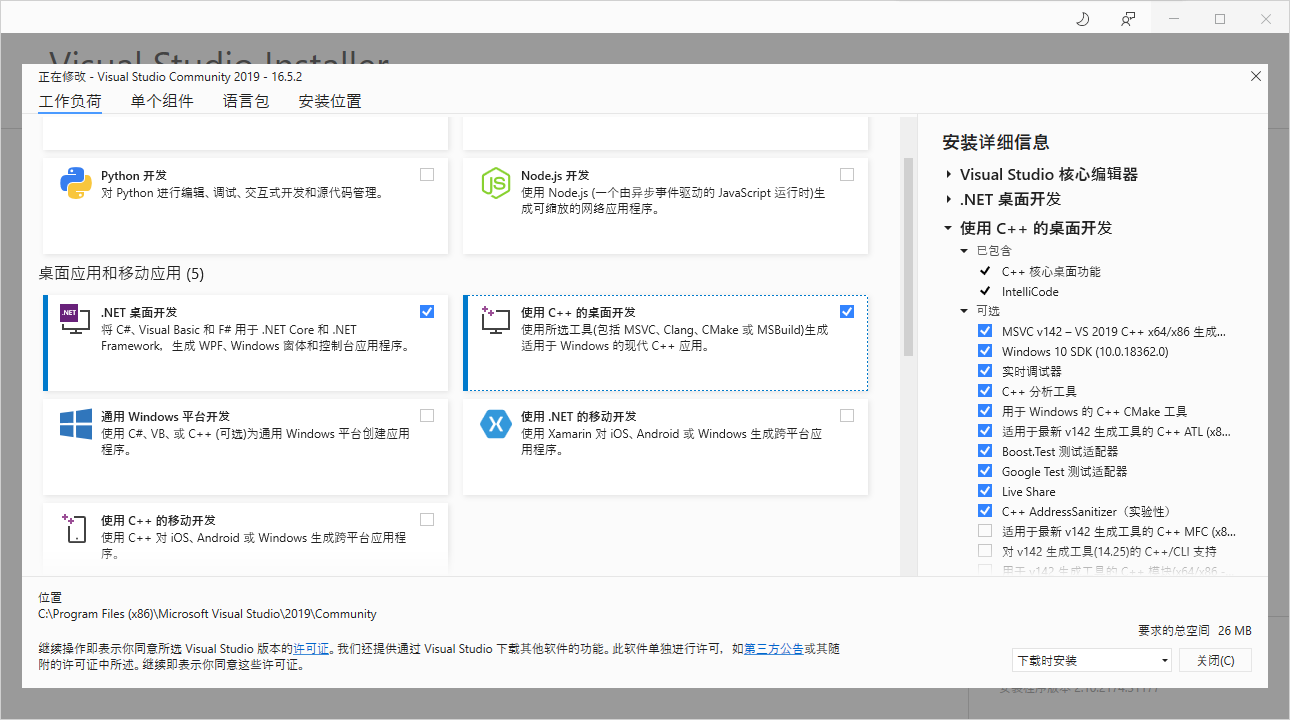 Visual Studio Installer
正在修改 - Visual Studio Community 2019 - 16.5.2
工作负荷 单个组件 语言包 安装位置
Python 开发
对 Python 进行编辑、调试、交互式开发和源代码管理。
Node.js 开发
使用 Node.js (一个由异步事件驱动的 JavaScript 运行时)生
成可缩放的网络应用程序。
桌面应用和移动应用 (5)
.NET
.NET 桌面开发
将 C#、Visual Basic 和 F# 用于 .NET Core 和 .NET
Framework，生成 WPF、Windows 窗体和控制台应用程序。
使用 C++ 的桌面开发
使用所选工具(包括 MSVC、Clang、CMake 或 MSBuild)生成
适用于 Windows 的现代 C++ 应用。
通用 Windows 平台开发
使用 C#、VB、或 C++ (可选)为通用 Windows 平台创建应用
程序。
使用 .NET 的移动开发
使用 Xamarin 对 iOS、Android 或 Windows 生成跨平台应
用程序。
使用 C++ 的移动开发
使用 C++ 对 iOS、Android 或 Windows 生成跨平台应用程
序。
安装详细信息
Visual Studio 核心编辑器
.NET 桌面开发
使用 C++ 的桌面开发
已包含
C++ 核心桌面功能
IntelliCode
可选
MSVC v142 – VS 2019 C++ x64/x86 生成...
Windows 10 SDK (10.0.18362.0)
实时调试器
C++ 分析工具
用于 Windows 的 C++ CMake 工具
适用于最新 v142 生成工具的 C++ ATL (x8...
Boost.Test 测试适配器
Google Test 测试适配器
Live Share
C++ AddressSanitizer（实验性）
适用于最新 v142 生成工具的 C++ MFC (x8...
对 v142 生成工具(14.25)的 C++/CLI 支持
用于 v142 生成工具的 C++ 模块(x64/x86 -
位置
C:\Program Files (x86)\Microsoft Visual Studio\2019\Community
继续操作即表示你同意所选 Visual Studio 版本的许可证。我们还提供通过 Visual Studio 下载其他软件的功能。此软件单独进行许可，如第三方公告或其随
附的许可证中所述。继续即表示你同意这些许可证。
要求的总空间 26 MB
下载时安装 关闭(C)
安装程序版本